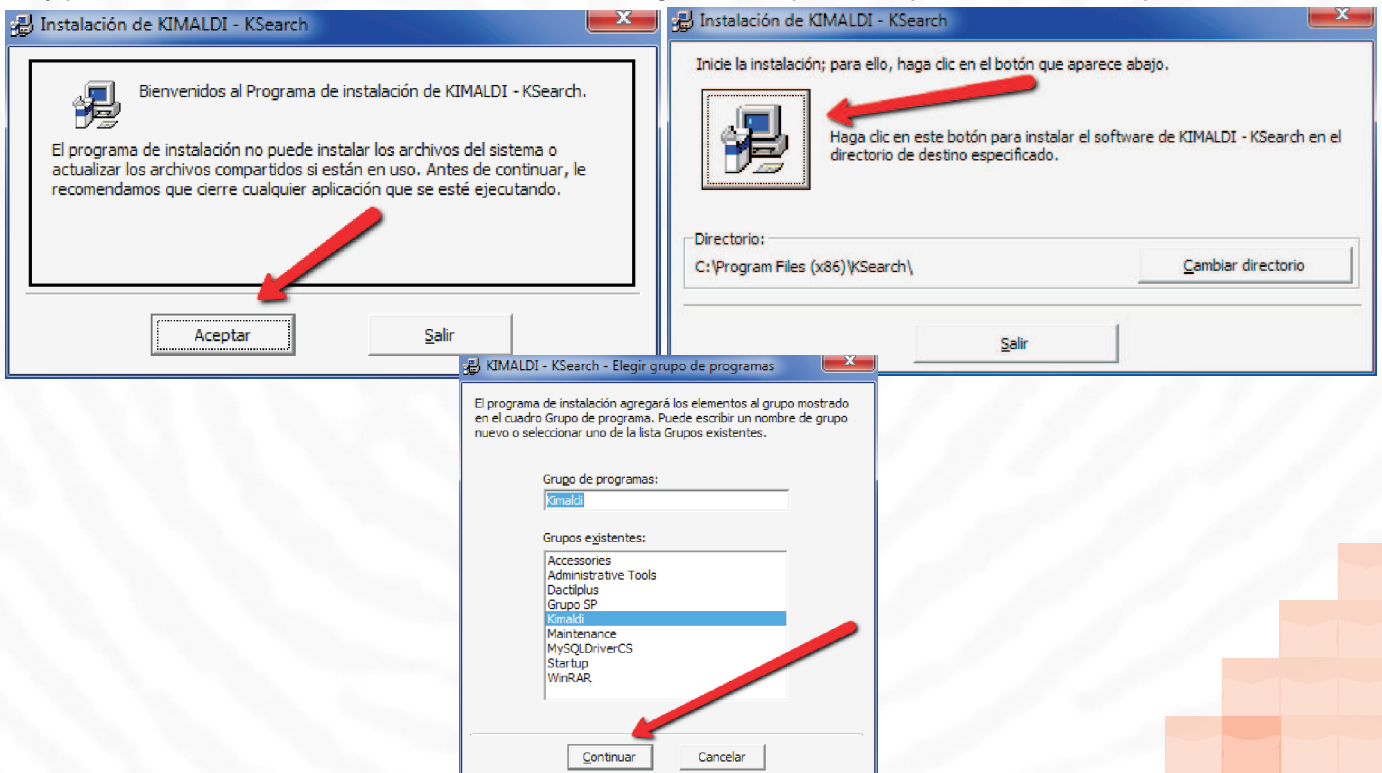 Instalación de KIMALDI - KSearch
Bienvenidos al Programa de instalación de KIMALDI - KSearch.
El programa de instalación no puede instalar los archivos del sistema o
actualizar los archivos compartidos si están en uso. Antes de continuar, le
recomendamos que cierre cualquier aplicación que se esté ejecutando.
Aceptar
Salir
Instalación de KIMALDI - KSearch
Inicie la instalación; para ello, haga clic en el botón que aparece abajo.
Haga clic en este botón para instalar el software de KIMALDI - KSearch en el
directorio de destino especificado.
Directorio:
C:\Program Files (x86)\KSearch\
Cambiar directorio
Salir
KIMALDI - KSearch - Elegir grupo de programas
El programa de instalación agregará los elementos al grupo mostrado
en el cuadro Grupo de programa. Puede escribir un nombre de grupo
nuevo o seleccionar uno de la lista Grupos existentes.
Grupo de programas:
Kimaldi
Grupos existentes:
Accessories
Administrative Tools
Dactilplus
Grupo SP
Kimaldi
Maintenance
MySQLDriverCS
Startup
WinRAR
Continuar
Cancelar